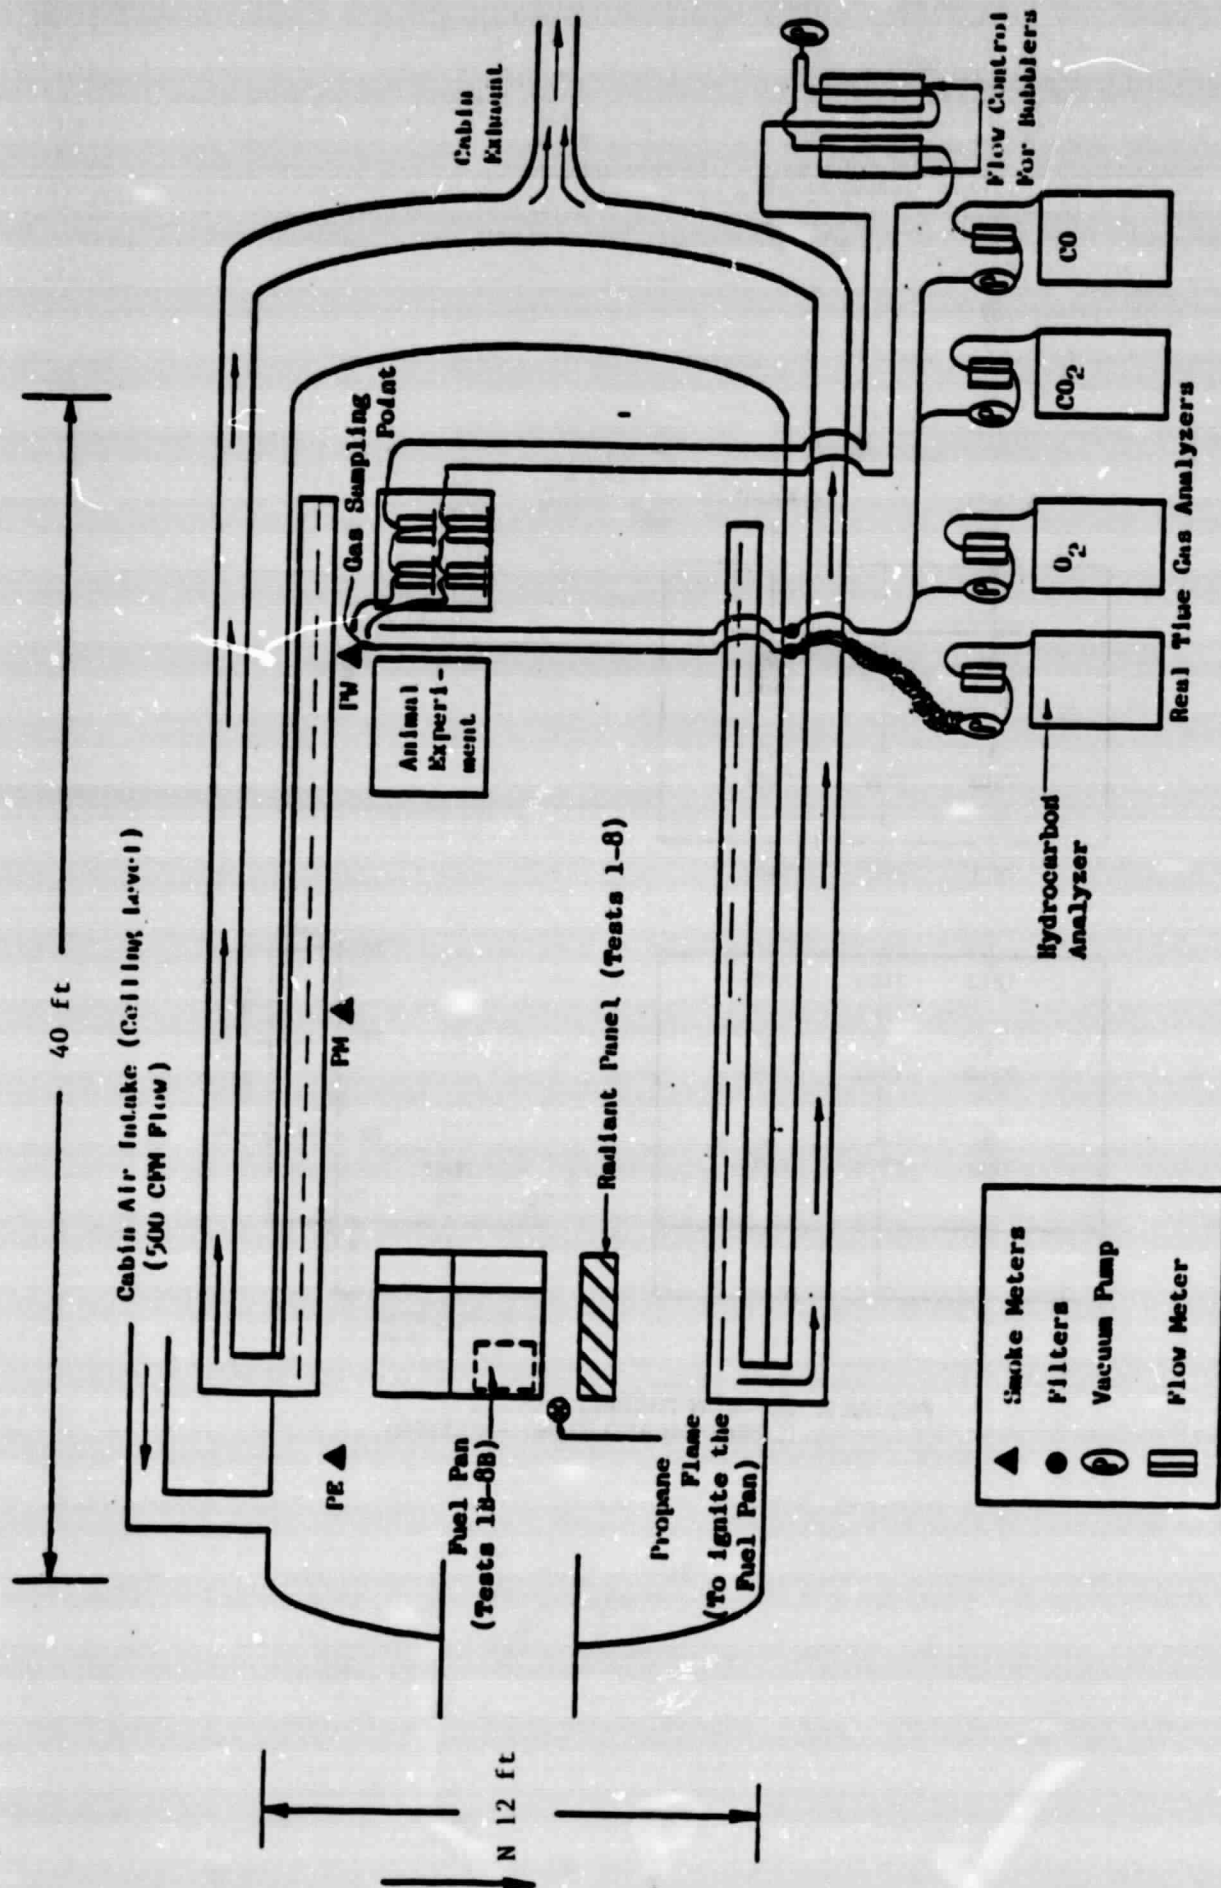 40 ft
Cabin Air Intake (Ceiling Level)
(500 CFM Flow)
Cabin
Exhaust
PE
PM
PW
Gas Sampling
Point
Animal
Experi-
ment
Fuel Pan
(Tests 1B-8B)
Radiant Panel (Tests 1-8)
Propane
Flame
(To ignite the
Fuel Pan)
N 12 ft
P
Flow Control
For Bubblers
P
P
P
P
O2
CO2
CO
Hydrocarbon
Analyzer
Real Time Gas Analyzers
Smoke Meters
Filters
P
Vacuum Pump
Flow Meter